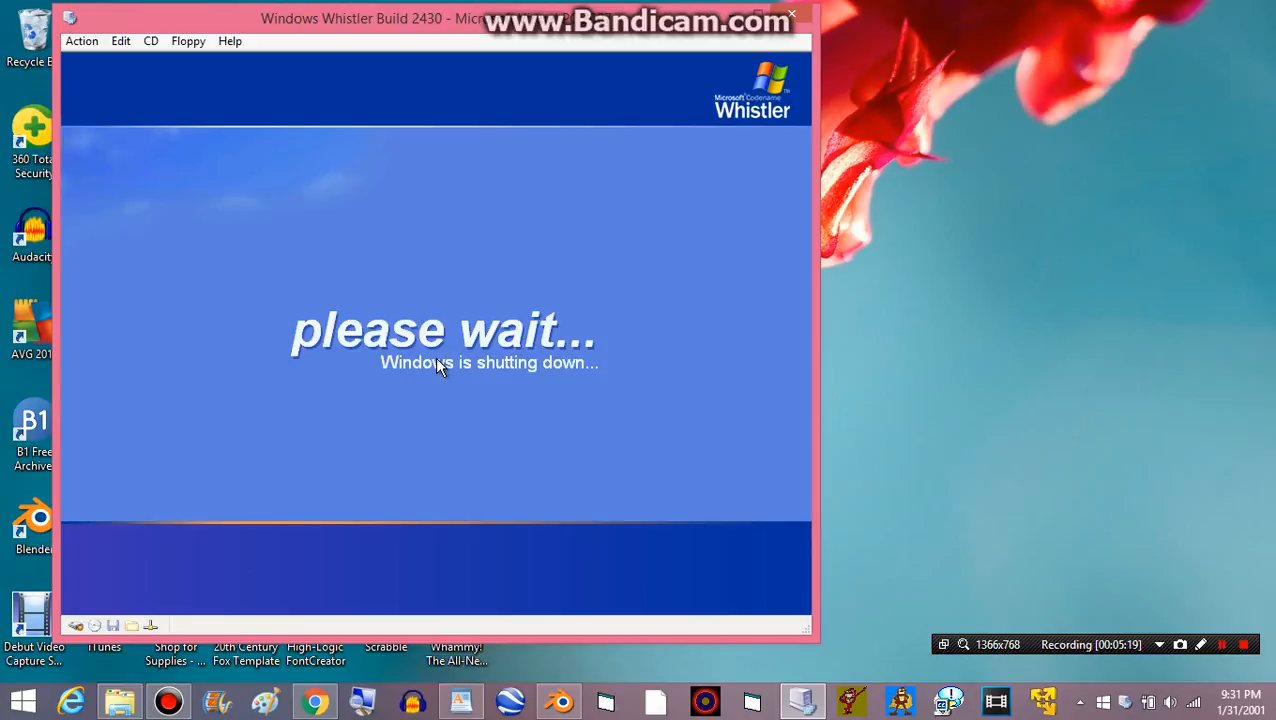 Windows Whistler Build 2430 - Mic
www.Bandicam.com
Action Edit CD Floppy Help
Microsoft Codename
Whistler
please wait...
Windows is shutting down...
Recycle B
360 Tota
Security
Audacity
AVG 201
B1
B1 Free
Archive
Blender
Debut Video
Capture S...
iTunes
Shop for
Supplies - ...
20th Century
Fox Template
High-Logic
FontCreator
Scrabble
Whammy!
The All-Ne...
1366x768
Recording [00:05:19]
9:31 PM
1/31/2001